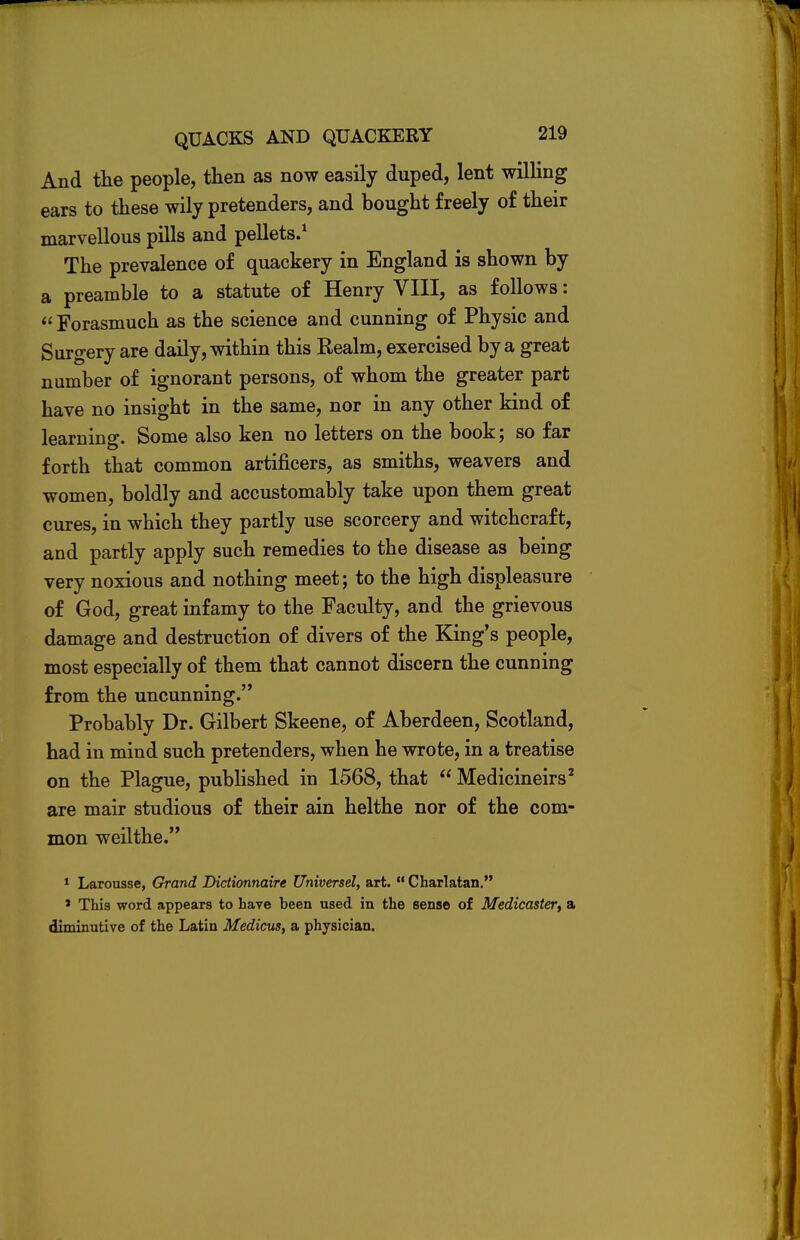 QUACKS AND QUACKERY 219
And the people, then as now easily duped, lent willing
ears to these wily pretenders, and bought freely of their
marvellous pills and pellets.¹
The prevalence of quackery in England is shown by
a preamble to a statute of Henry VIII, as follows:
“Forasmuch as the science and cunning of Physic and
Surgery are daily, within this Realm, exercised by a great
number of ignorant persons, of whom the greater part
have no insight in the same, nor in any other kind of
learning. Some also ken no letters on the book; so far
forth that common artificers, as smiths, weavers and
women, boldly and accustomably take upon them great
cures, in which they partly use scorcery and witchcraft,
and partly apply such remedies to the disease as being
very noxious and nothing meet; to the high displeasure
of God, great infamy to the Faculty, and the grievous
damage and destruction of divers of the King’s people,
most especially of them that cannot discern the cunning
from the uncunning.”
Probably Dr. Gilbert Skeene, of Aberdeen, Scotland,
had in mind such pretenders, when he wrote, in a treatise
on the Plague, published in 1568, that “Medicineirs²
are mair studious of their ain helthe nor of the com-
mon weilthe.”
¹ Larousse, Grand Dictionnaire Universel, art. “Charlatan.”
² This word appears to have been used in the sense of Medicaster, a
diminutive of the Latin Medicus, a physician.